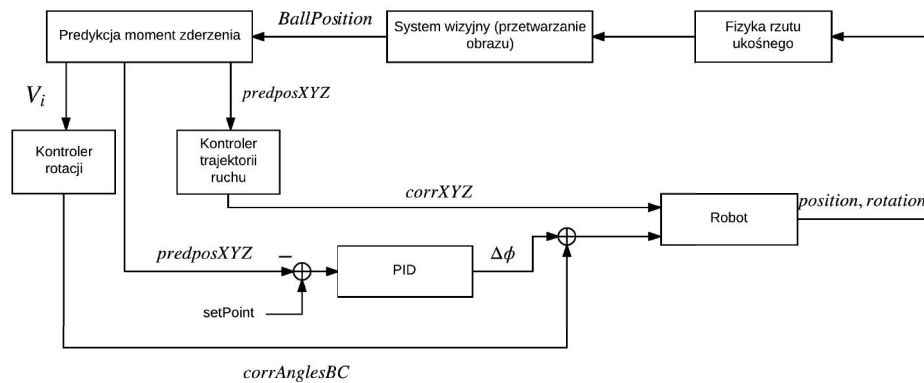 Predykcja moment zderzenia
BallPosition
System wizyjny (przetwarzanie
obrazu)
Fizyka rzutu
ukośnego
V_i
predposXYZ
Kontroler
rotacji
Kontroler
trajektorii
ruchu
corrXYZ
Robot
position, rotation
predposXYZ
−
PID
Δϕ
setPoint
corrAnglesBC